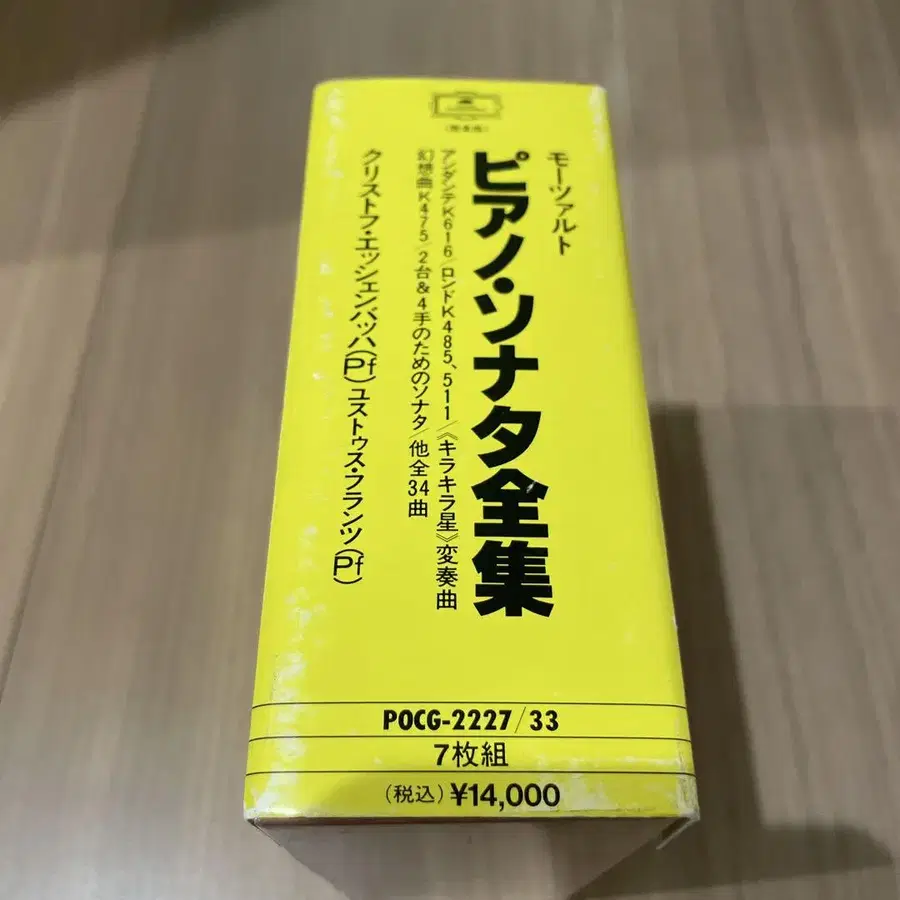 モーツァルト
ピアノ・ソナタ全集
アンダンテK616/ロンドK485、511/《キラキラ星》変奏曲
幻想曲K475/2台&4手のためのソナタ/他全34曲
クリストフ・エッシェンバッハ(Pf)ユストゥス・フランツ(Pf)
POCG-2227/33
7枚組
(税込)¥14,000